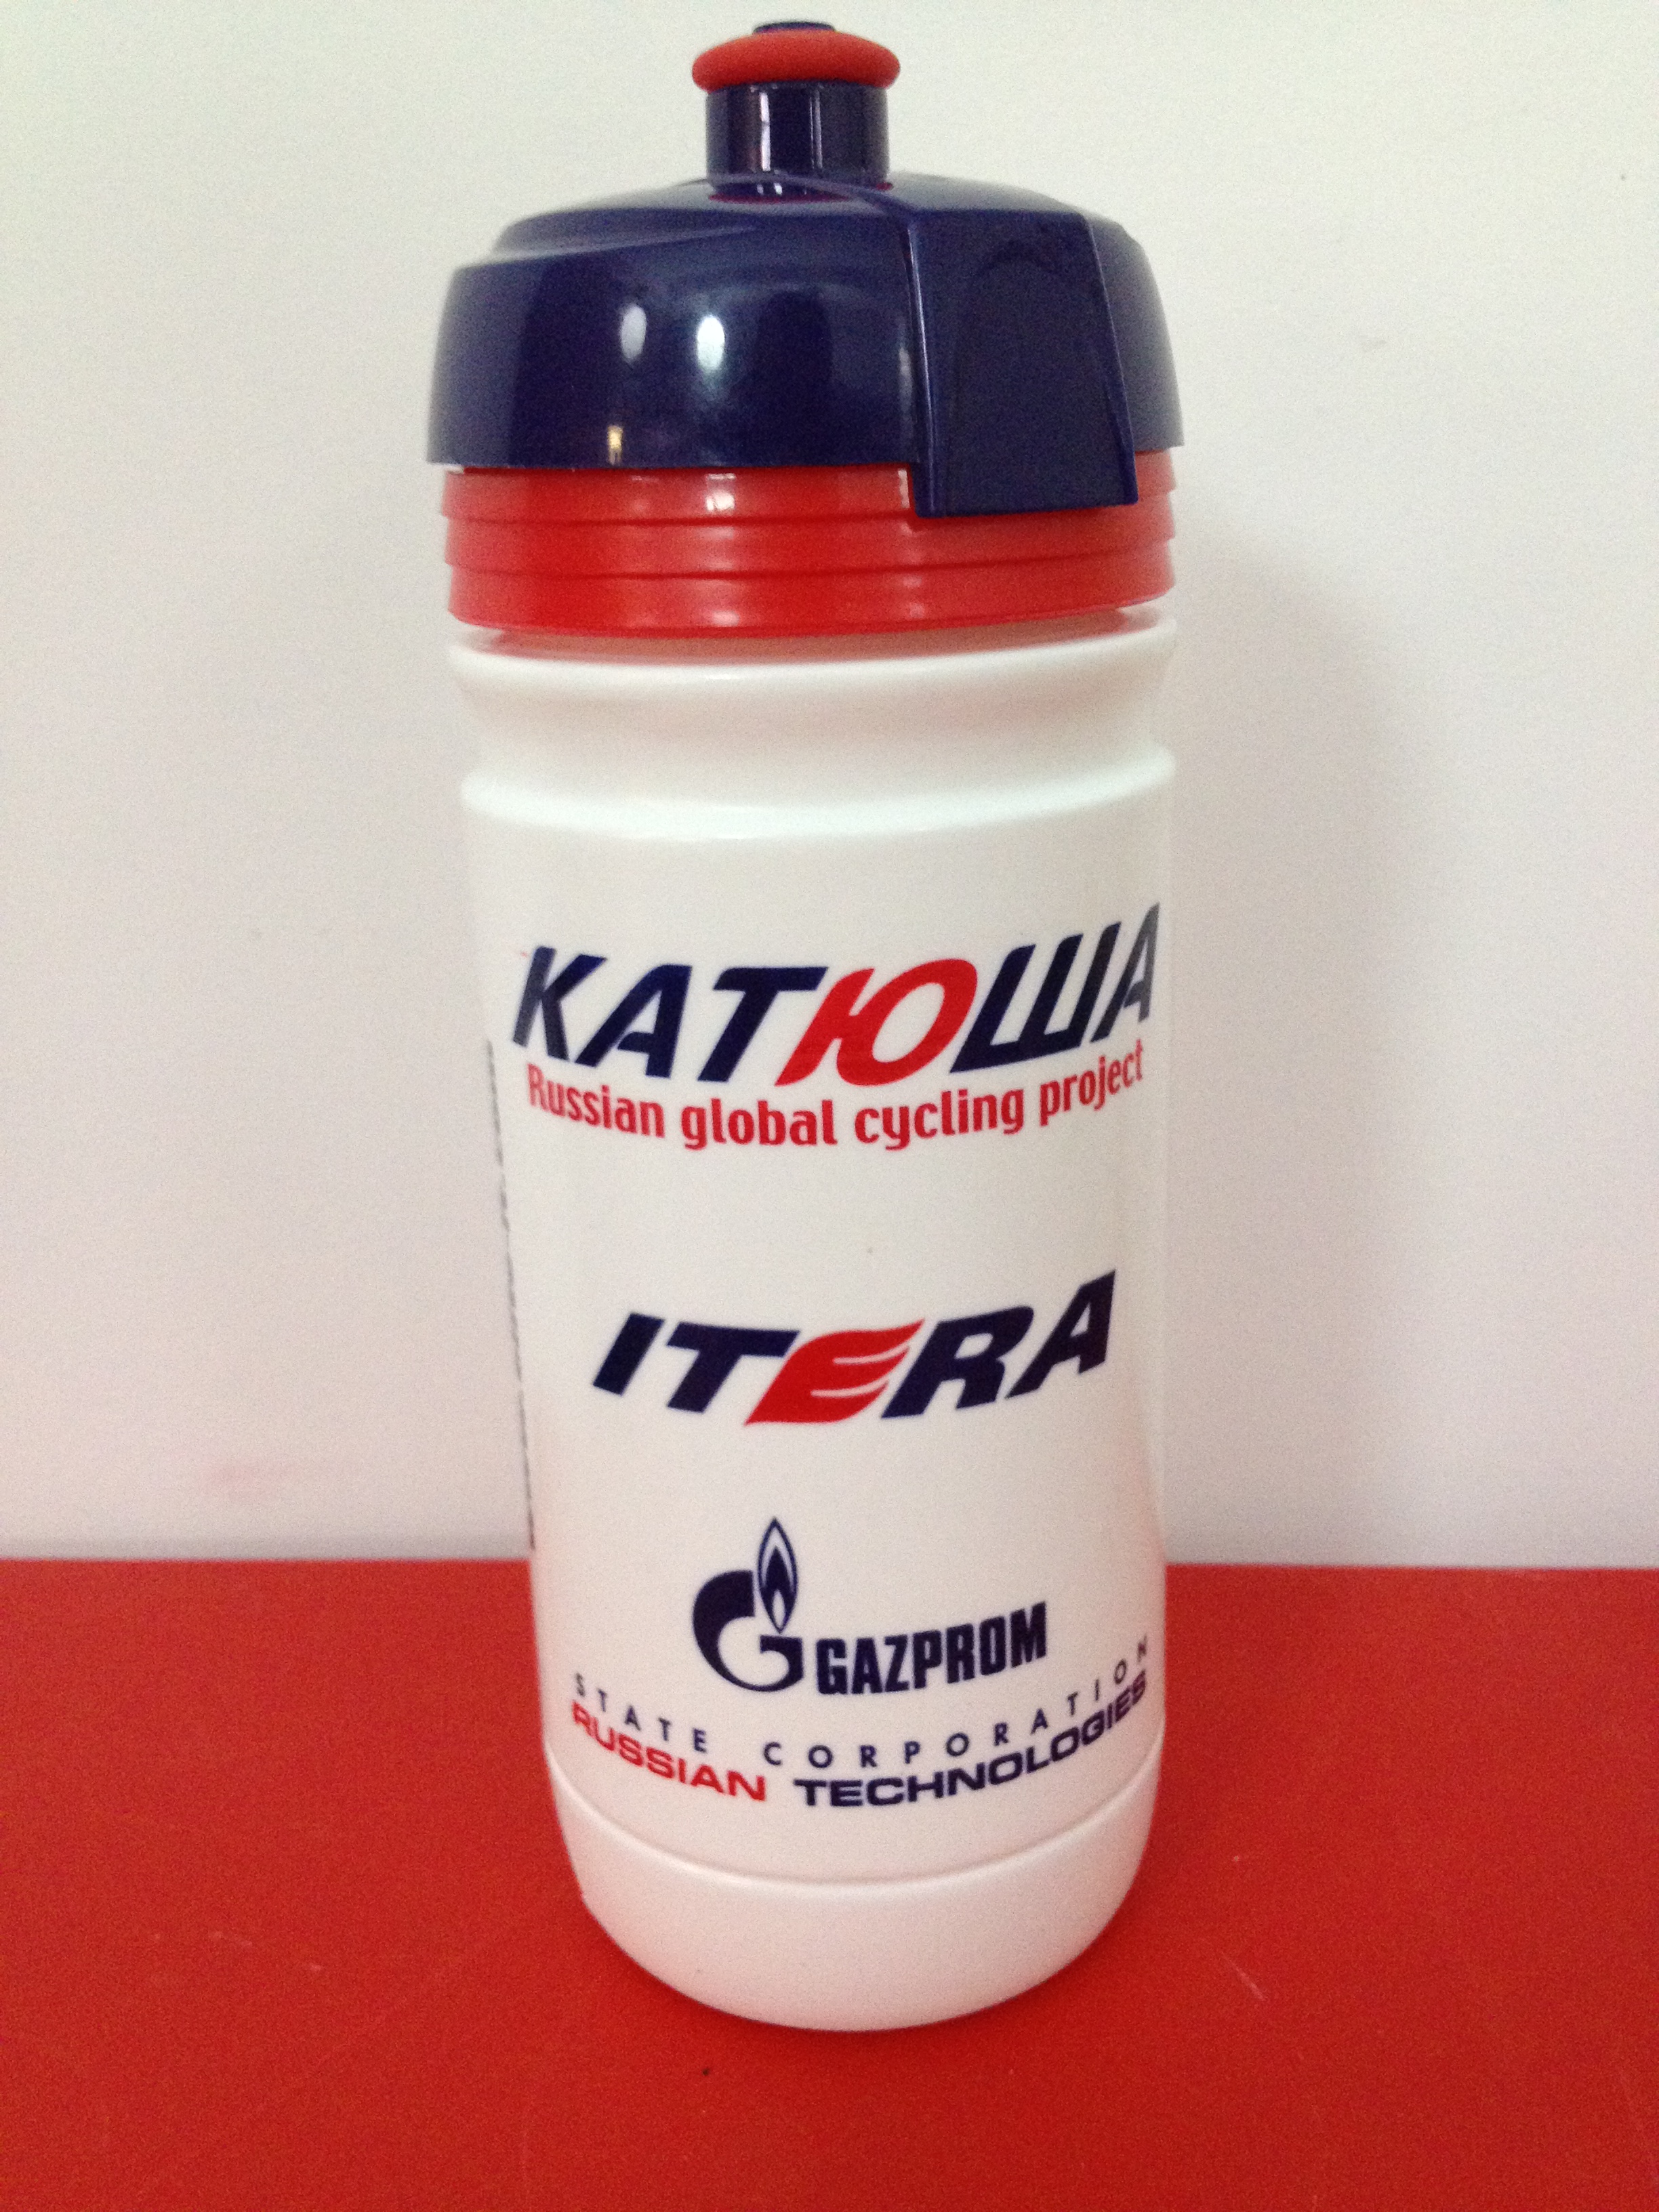 КАТЮША
Russian global cycling project
ITERA
GAZPROM
STATE CORPORATION
RUSSIAN TECHNOLOGIES